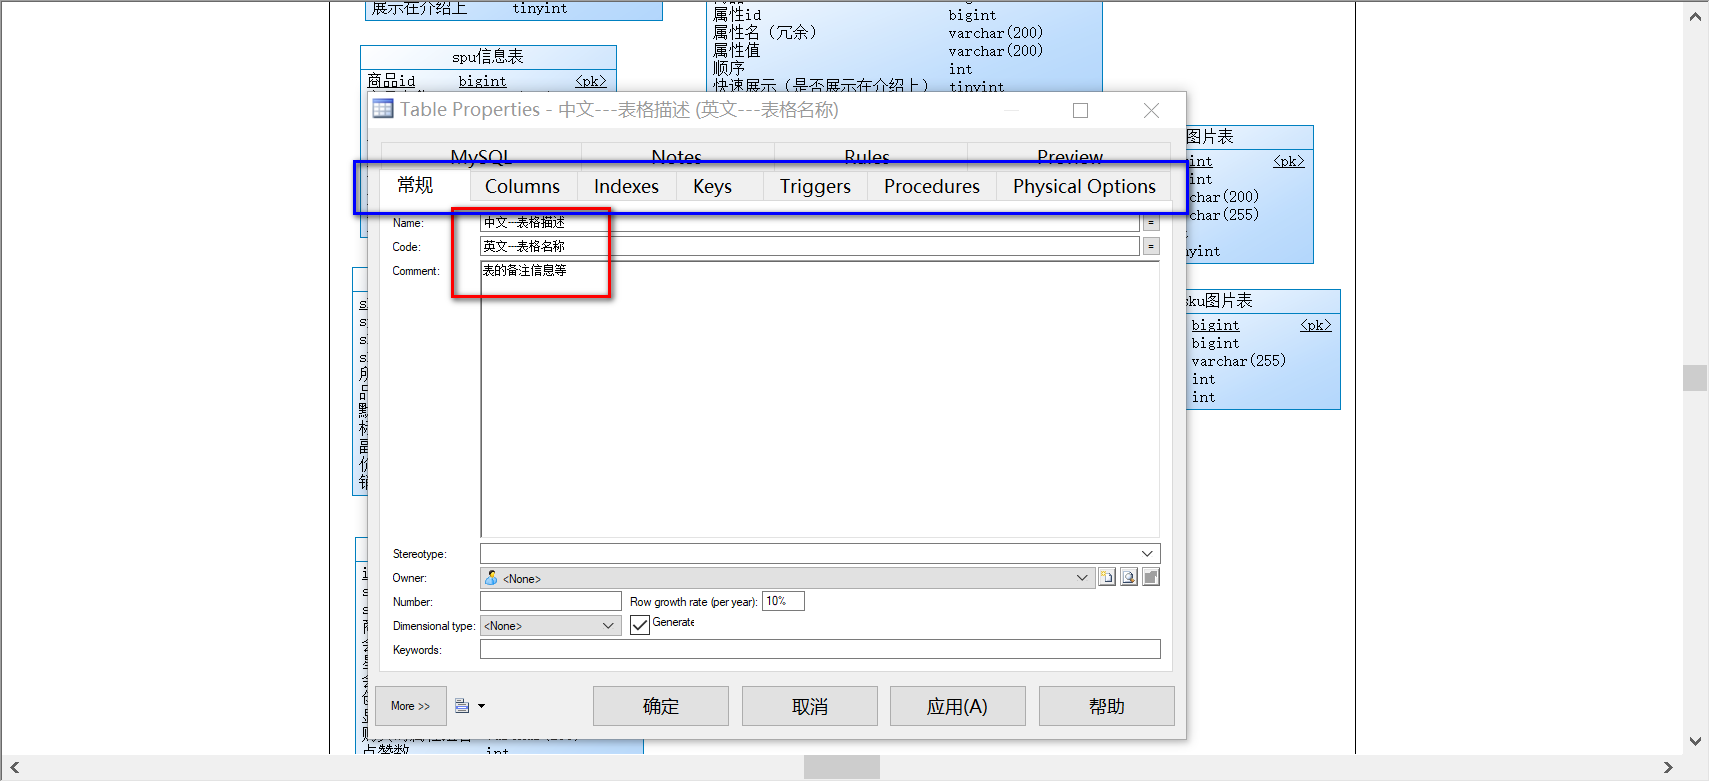 展示在介绍上 tinyint
属性id bigint
属性名（冗余） varchar(200)
属性值 varchar(200)
顺序 int
快速展示（是否展示在介绍上） tinyint
spu信息表
商品id bigint <pk>
Table Properties - 中文---表格描述 (英文---表格名称)
MySQL Notes Rules Preview
常规 Columns Indexes Keys Triggers Procedures Physical Options
Name: 中文---表格描述 =
Code: 英文---表格名称 =
Comment: 表的备注信息等
Stereotype:
Owner: <None>
Number: Row growth rate (per year): 10%
Dimensional type: <None> Generate
Keywords:
More >> 确定 取消 应用(A) 帮助
图片表
int <pk>
int
char(200)
char(255)
nyint
sku图片表
bigint <pk>
bigint
varchar(255)
int
int
点赞数 int